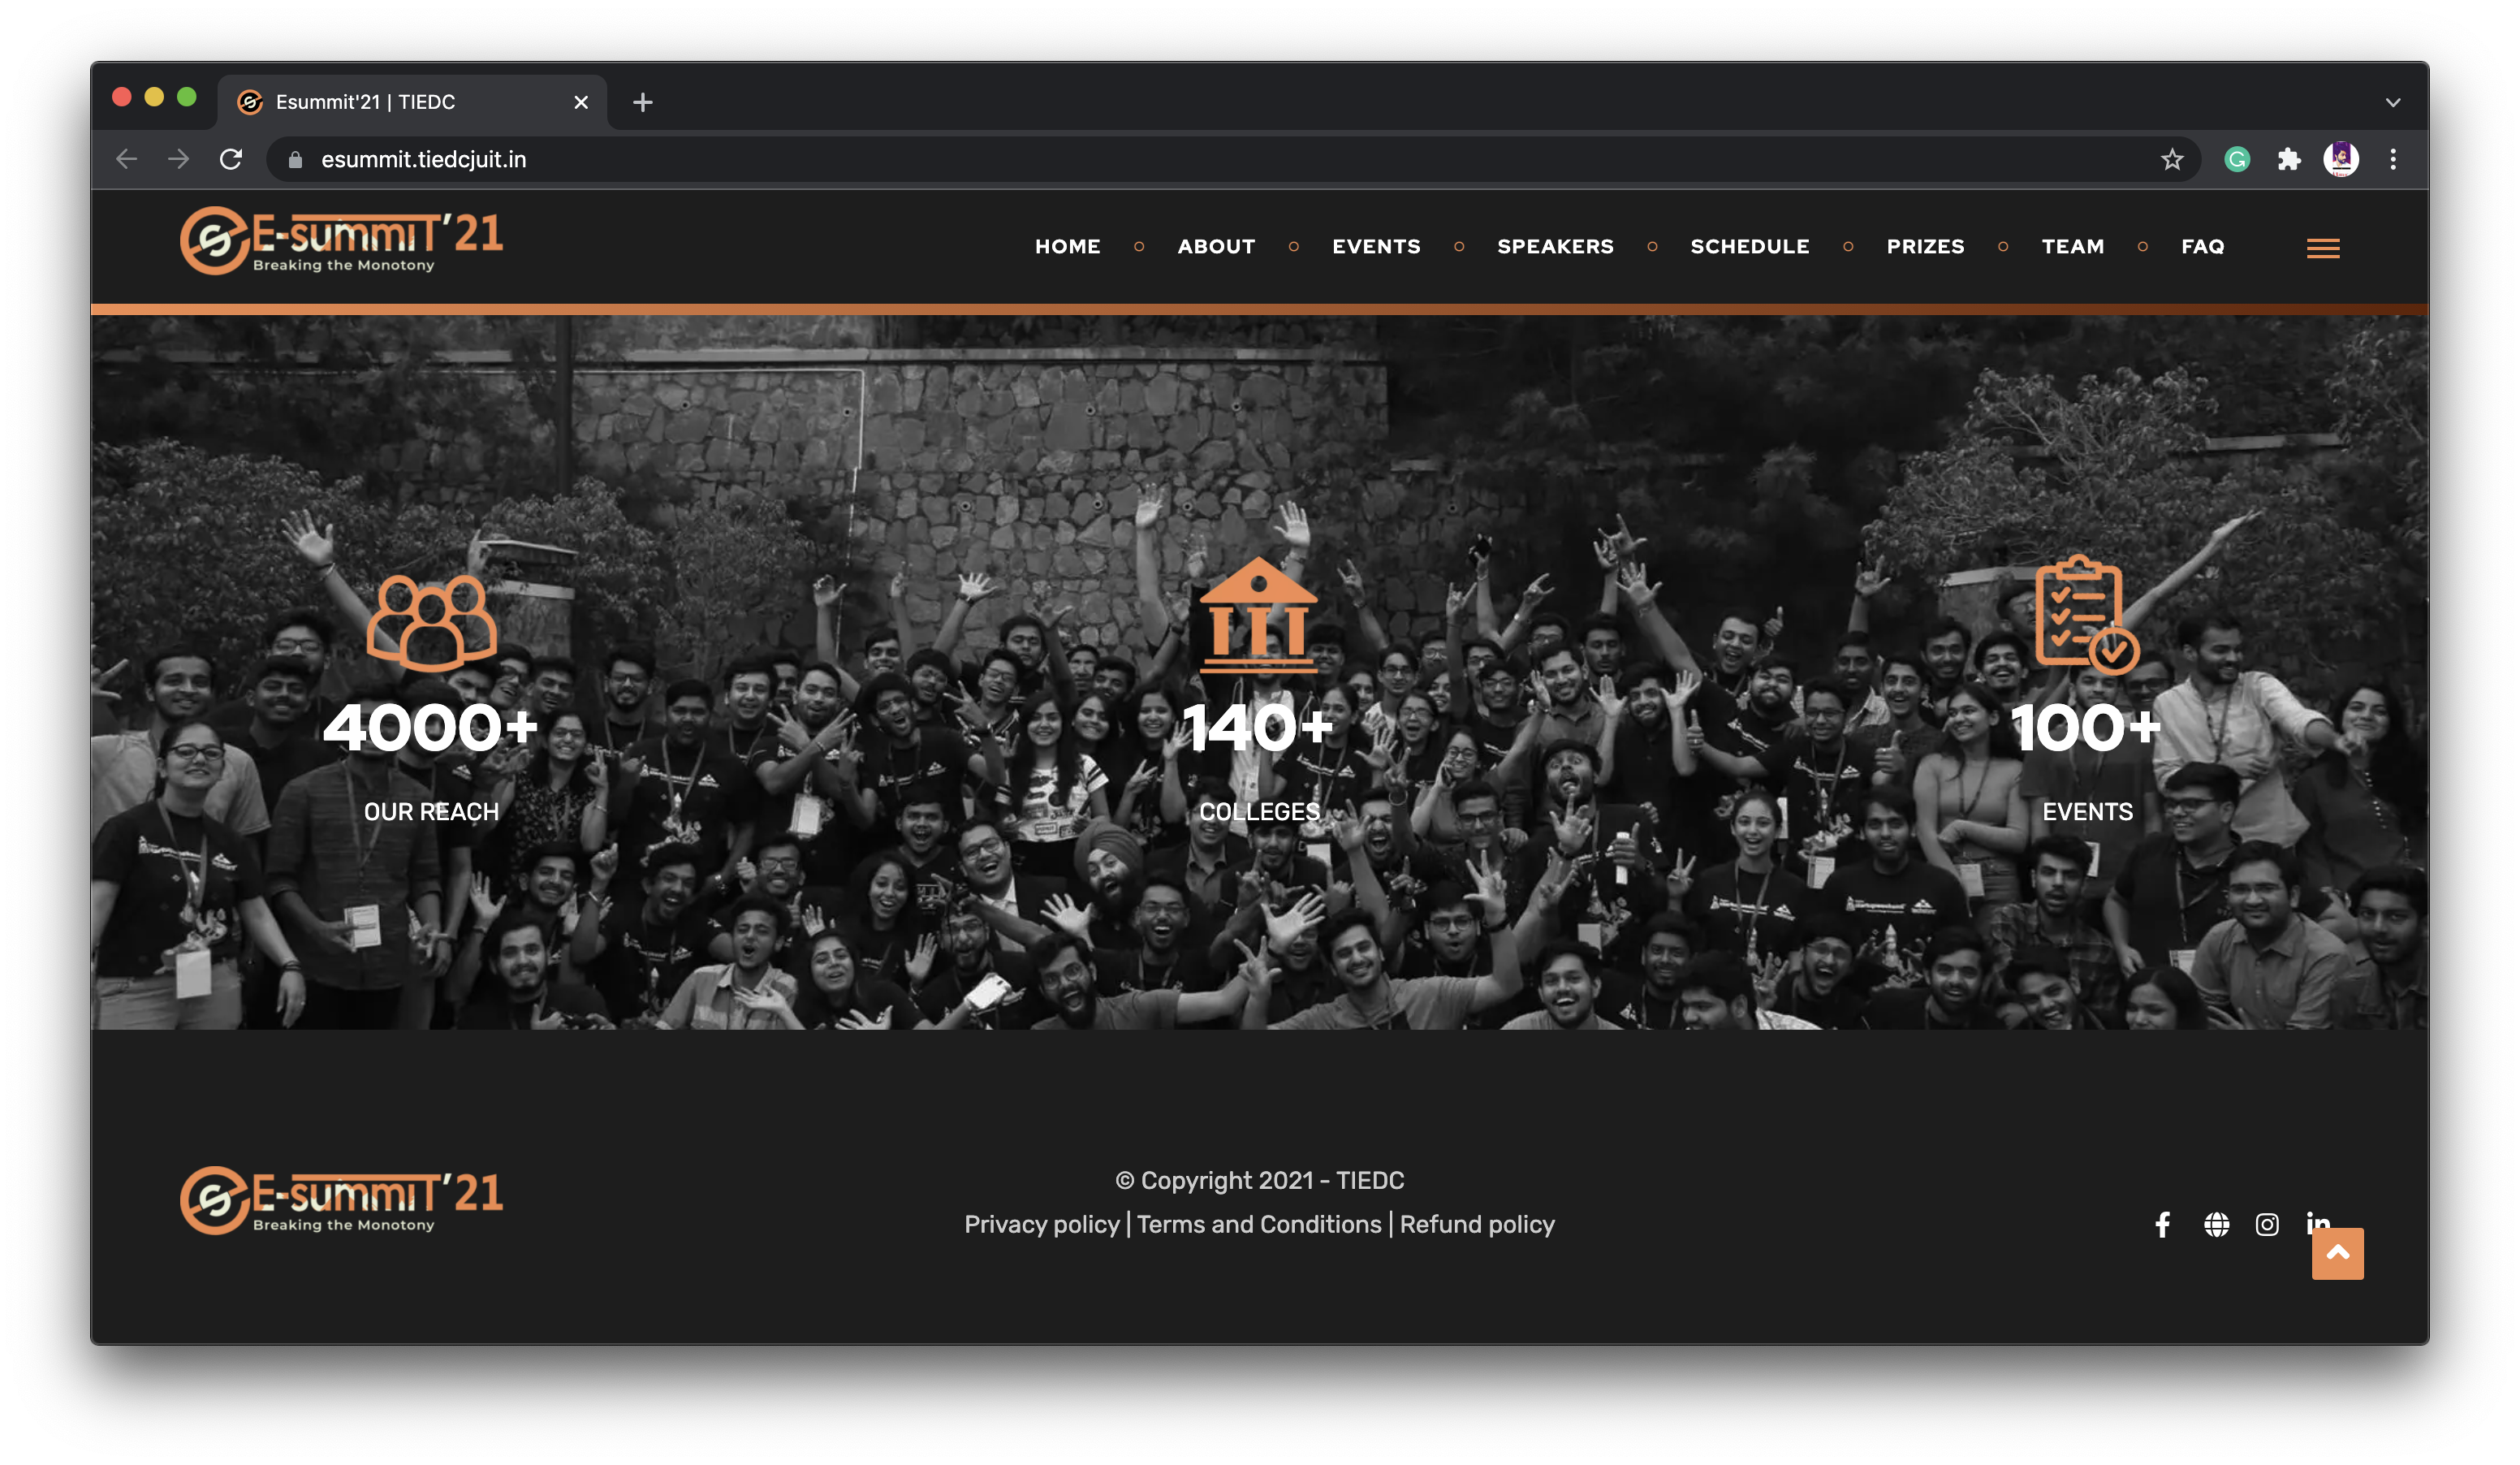 Esummit'21 | TIEDC
esummit.tiedcjuit.in
E-summiT'21
Breaking the Monotony
HOME ABOUT EVENTS SPEAKERS SCHEDULE PRIZES TEAM FAQ
4000+ 140+ 100+
OUR REACH COLLEGES EVENTS
E-summiT'21
Breaking the Monotony
© Copyright 2021 - TIEDC
Privacy policy | Terms and Conditions | Refund policy